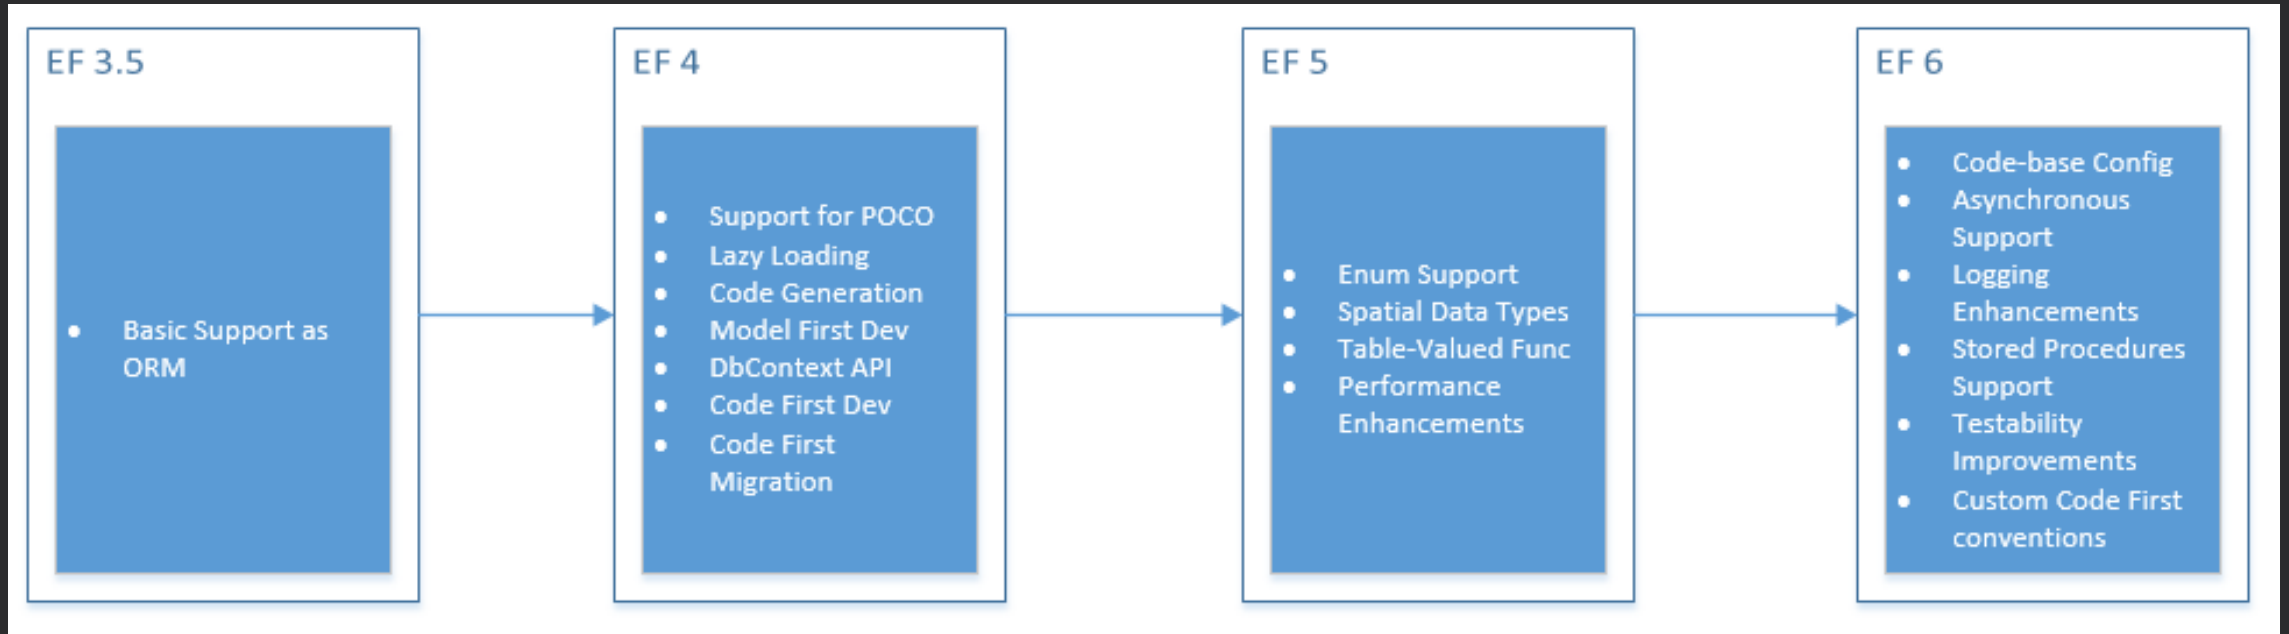 EF 3.5
Basic Support as
ORM
EF 4
Support for POCO
Lazy Loading
Code Generation
Model First Dev
DbContext API
Code First Dev
Code First
Migration
EF 5
Enum Support
Spatial Data Types
Table-Valued Func
Performance
Enhancements
EF 6
Code-base Config
Asynchronous
Support
Logging
Enhancements
Stored Procedures
Support
Testability
Improvements
Custom Code First
conventions